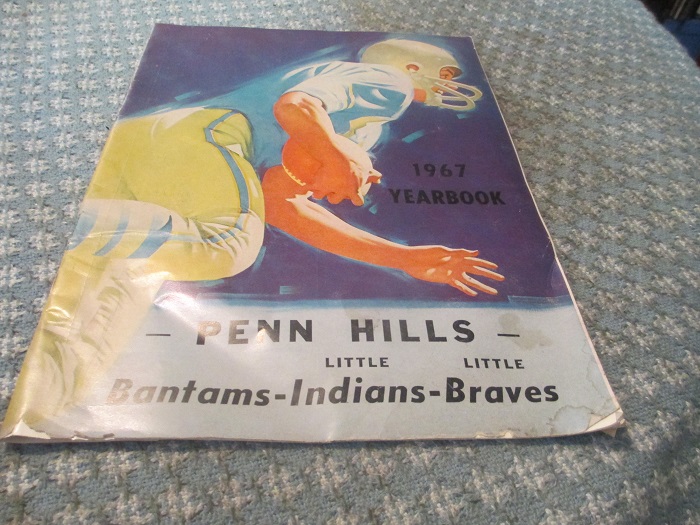 1967
YEARBOOK
— PENN HILLS —
LITTLE LITTLE
Bantams-Indians-Braves